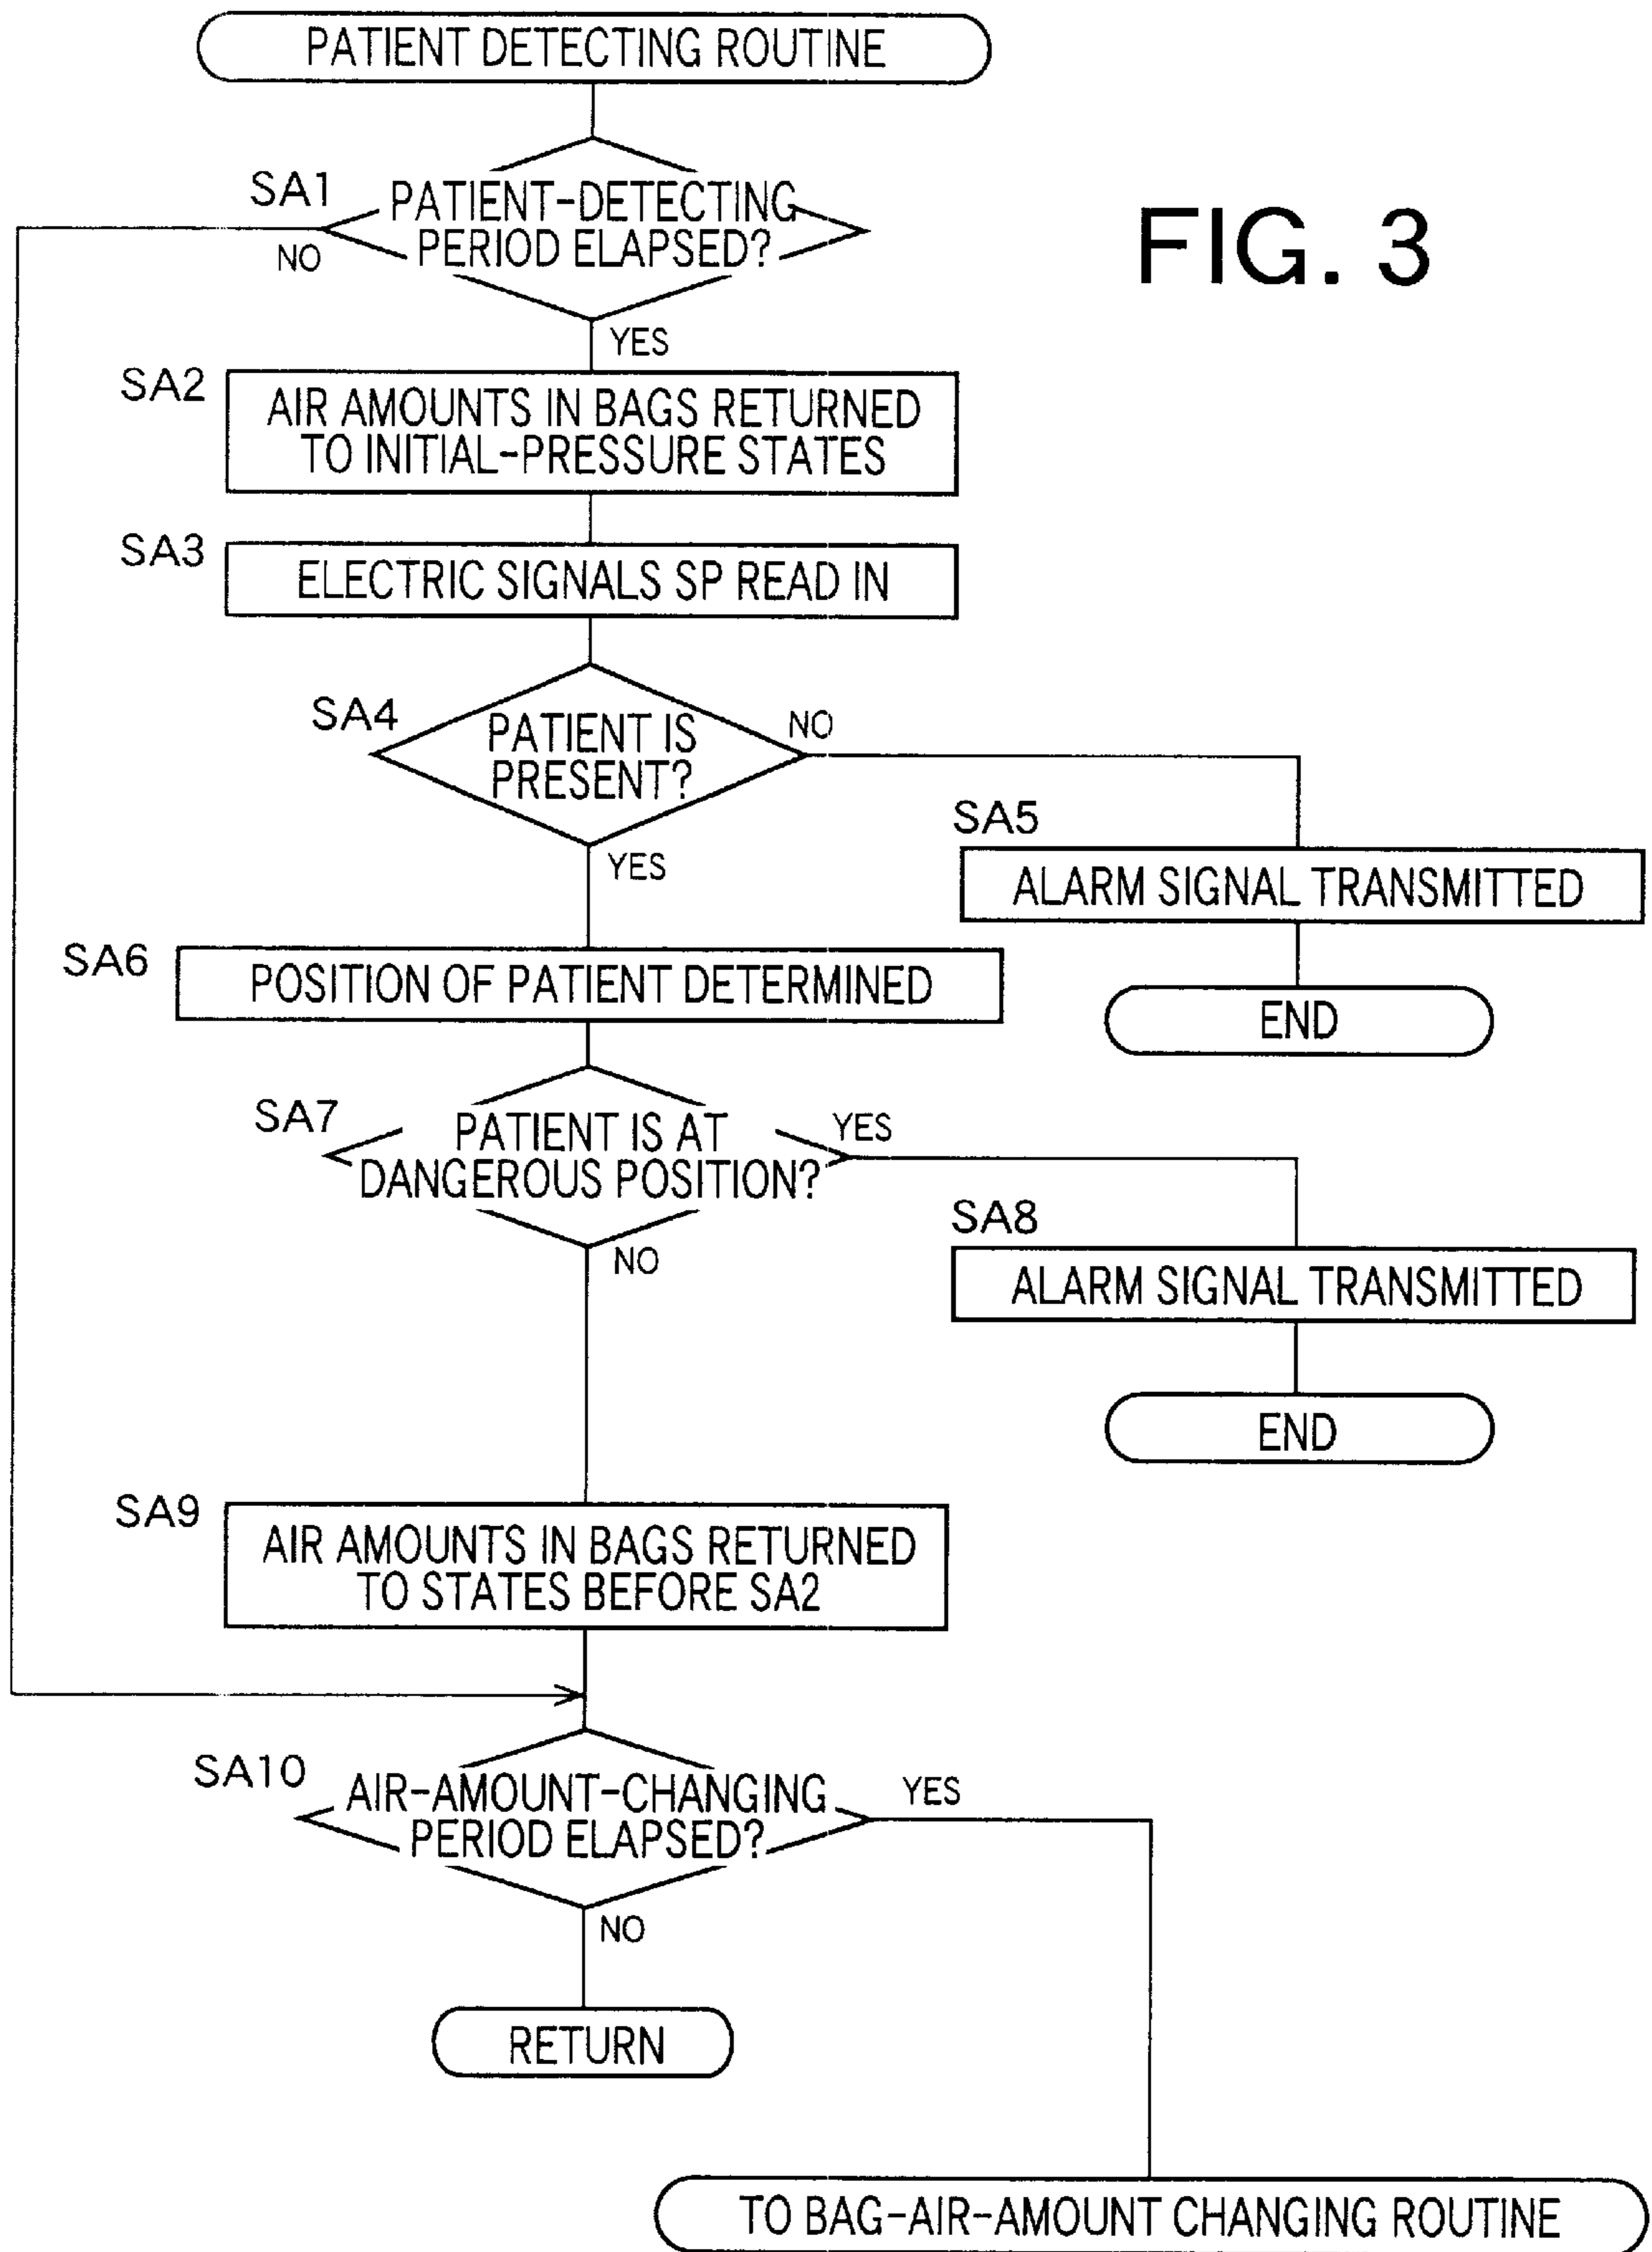 PATIENT DETECTING ROUTINE
SA1
PATIENT-DETECTING
PERIOD ELAPSED?
NO
FIG. 3
YES
SA2
AIR AMOUNTS IN BAGS RETURNED
TO INITIAL-PRESSURE STATES
SA3
ELECTRIC SIGNALS SP READ IN
SA4
PATIENT IS
PRESENT?
NO
YES
SA5
ALARM SIGNAL TRANSMITTED
END
SA6
POSITION OF PATIENT DETERMINED
SA7
PATIENT IS AT
DANGEROUS POSITION?
YES
NO
SA8
ALARM SIGNAL TRANSMITTED
END
SA9
AIR AMOUNTS IN BAGS RETURNED
TO STATES BEFORE SA2
SA10
AIR-AMOUNT-CHANGING
PERIOD ELAPSED?
YES
NO
RETURN
TO BAG-AIR-AMOUNT CHANGING ROUTINE